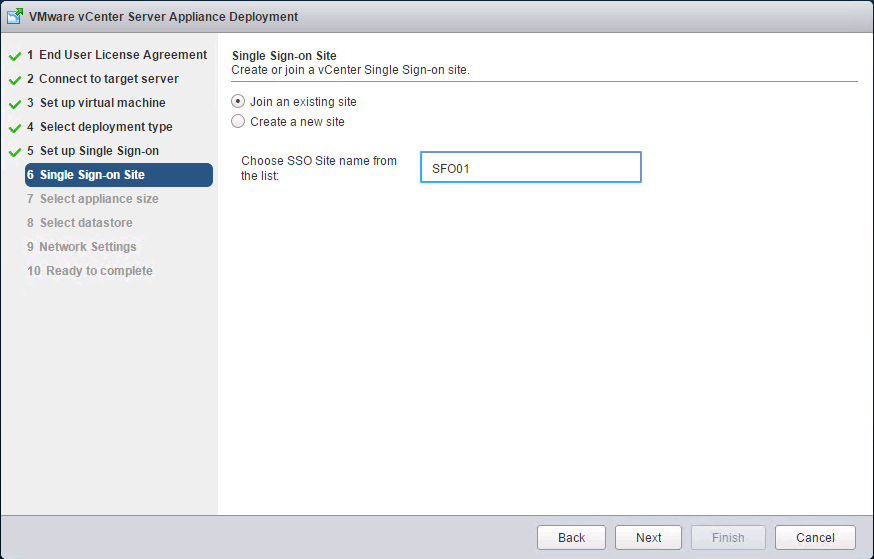 VMware vCenter Server Appliance Deployment
1 End User License Agreement
2 Connect to target server
3 Set up virtual machine
4 Select deployment type
5 Set up Single Sign-on
6 Single Sign-on Site
7 Select appliance size
8 Select datastore
9 Network Settings
10 Ready to complete
Single Sign-on Site
Create or join a vCenter Single Sign-on site.
Join an existing site
Create a new site
Choose SSO Site name from
the list:
SFO01
Back
Next
Finish
Cancel